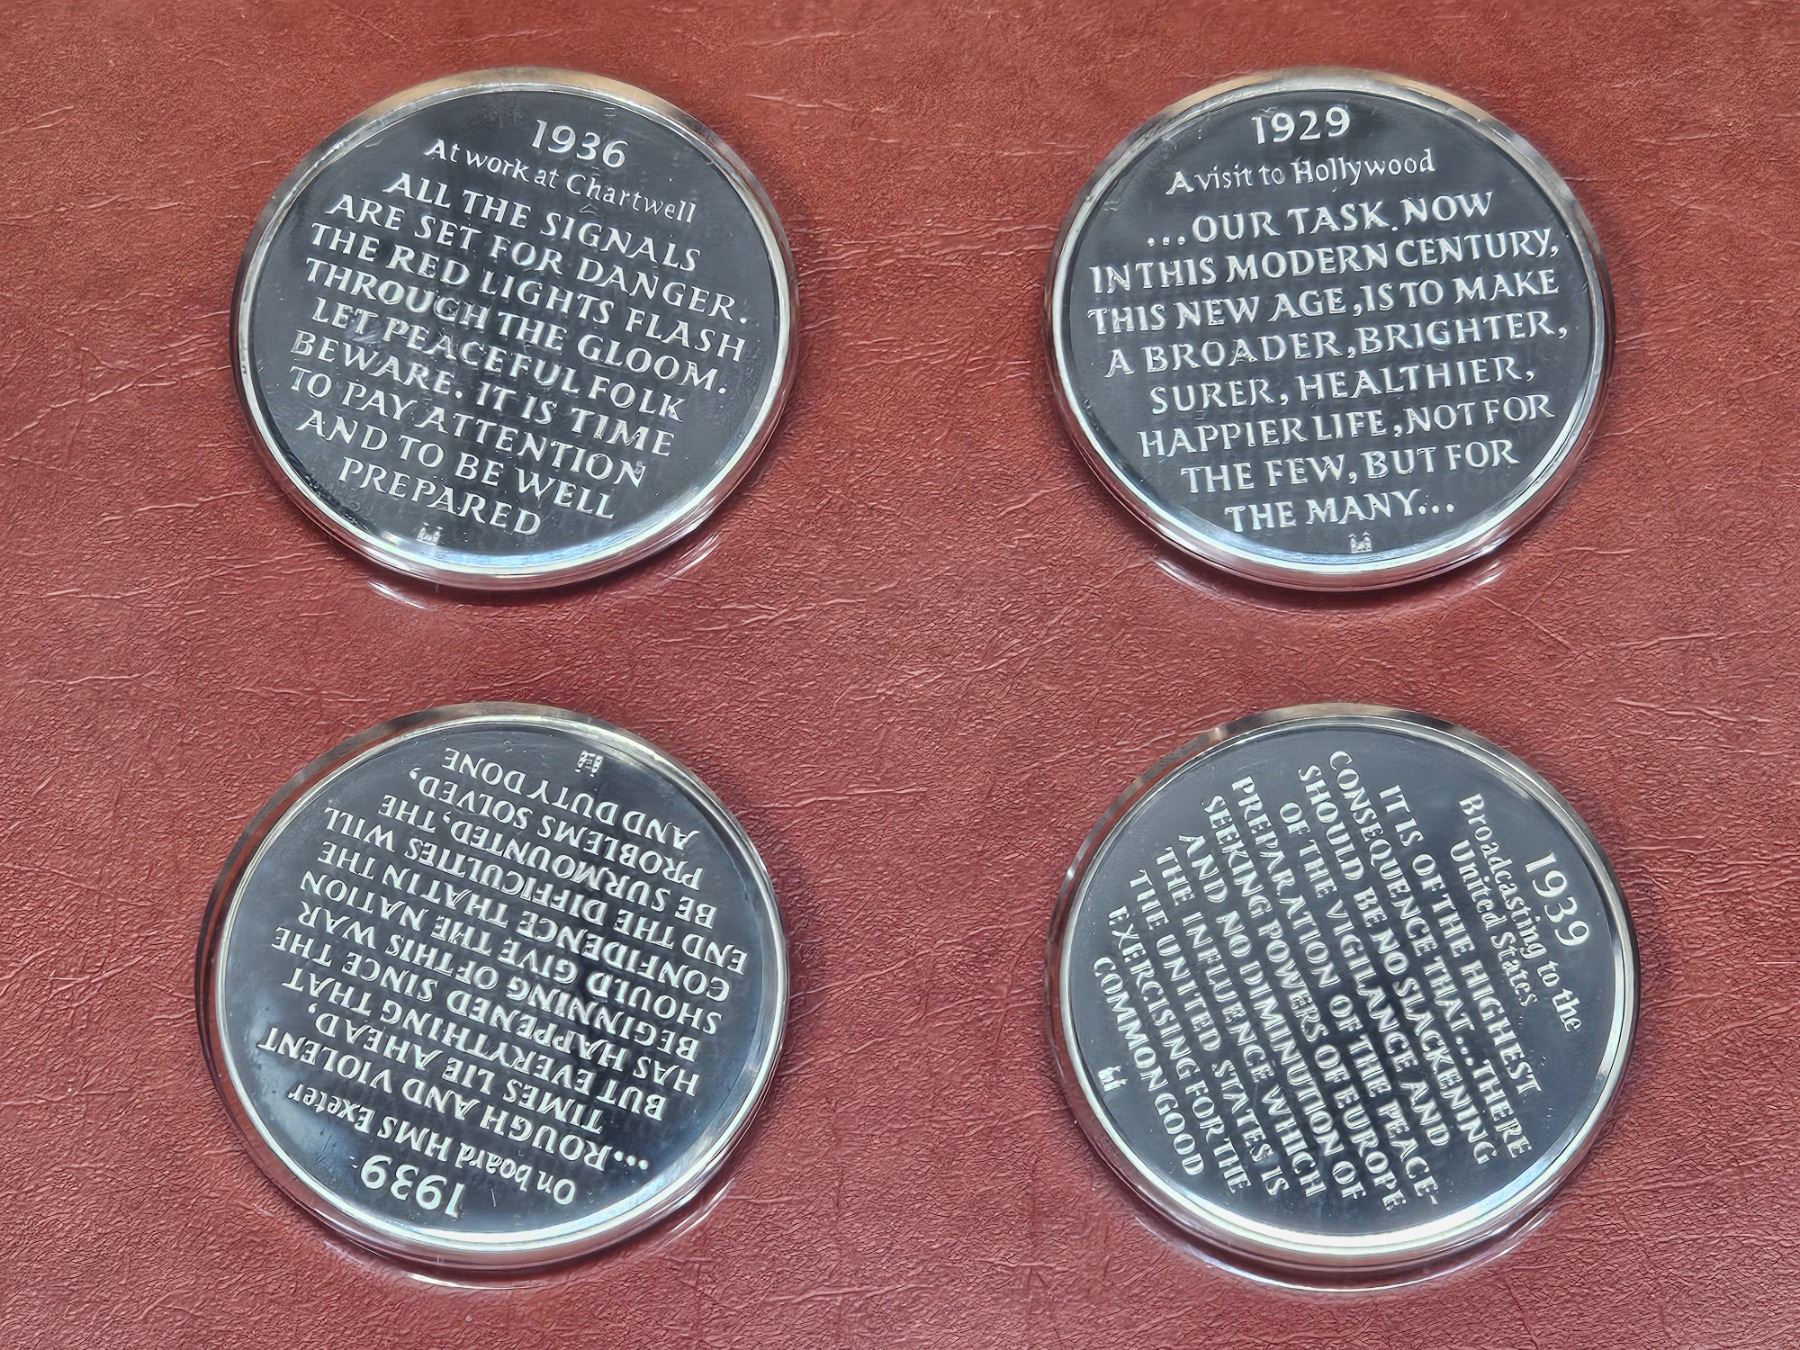 1936
At work at Chartwell
ALL THE SIGNALS
ARE SET FOR DANGER.
THE RED LIGHTS FLASH
THROUGH THE GLOOM.
LET PEACEFUL FOLK
BEWARE. IT IS TIME
TO PAY ATTENTION
AND TO BE WELL
PREPARED
1929
A visit to Hollywood
...OUR TASK NOW
IN THIS MODERN CENTURY,
THIS NEW AGE, IS TO MAKE
A BROADER, BRIGHTER,
SURER, HEALTHIER,
HAPPIER LIFE, NOT FOR
THE FEW, BUT FOR
THE MANY...
1939
On board HMS Exeter
...ROUGH AND VIOLENT
TIMES LIE AHEAD,
BUT EVERYTHING THAT
HAS HAPPENED SINCE THE
BEGINNING OF THIS WAR
SHOULD GIVE THE NATION
CONFIDENCE THAT IN THE
END THE DIFFICULTIES WILL
BE SURMOUNTED, THE
PROBLEMS SOLVED,
AND DUTY DONE
1939
Broadcasting to the
United States
IT IS OF THE HIGHEST
CONSEQUENCE THAT...THERE
SHOULD BE NO SLACKENING
OF THE VIGILANCE AND
PREPARATION OF THE PEACE-
SEEKING POWERS OF EUROPE
AND NO DIMINUTION OF
THE INFLUENCE WHICH
THE UNITED STATES IS
EXERCISING FOR THE
COMMON GOOD